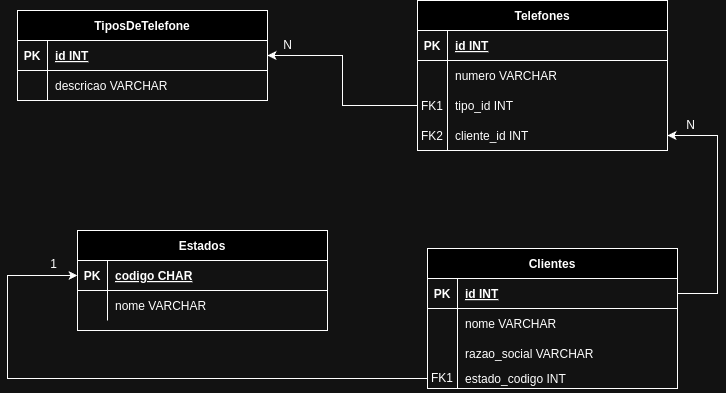 TiposDeTelefone
PK id INT
descricao VARCHAR
N
Telefones
PK id INT
numero VARCHAR
FK1 tipo_id INT
FK2 cliente_id INT
N
Estados
1
PK codigo CHAR
nome VARCHAR
Clientes
PK id INT
nome VARCHAR
razao_social VARCHAR
FK1 estado_codigo INT